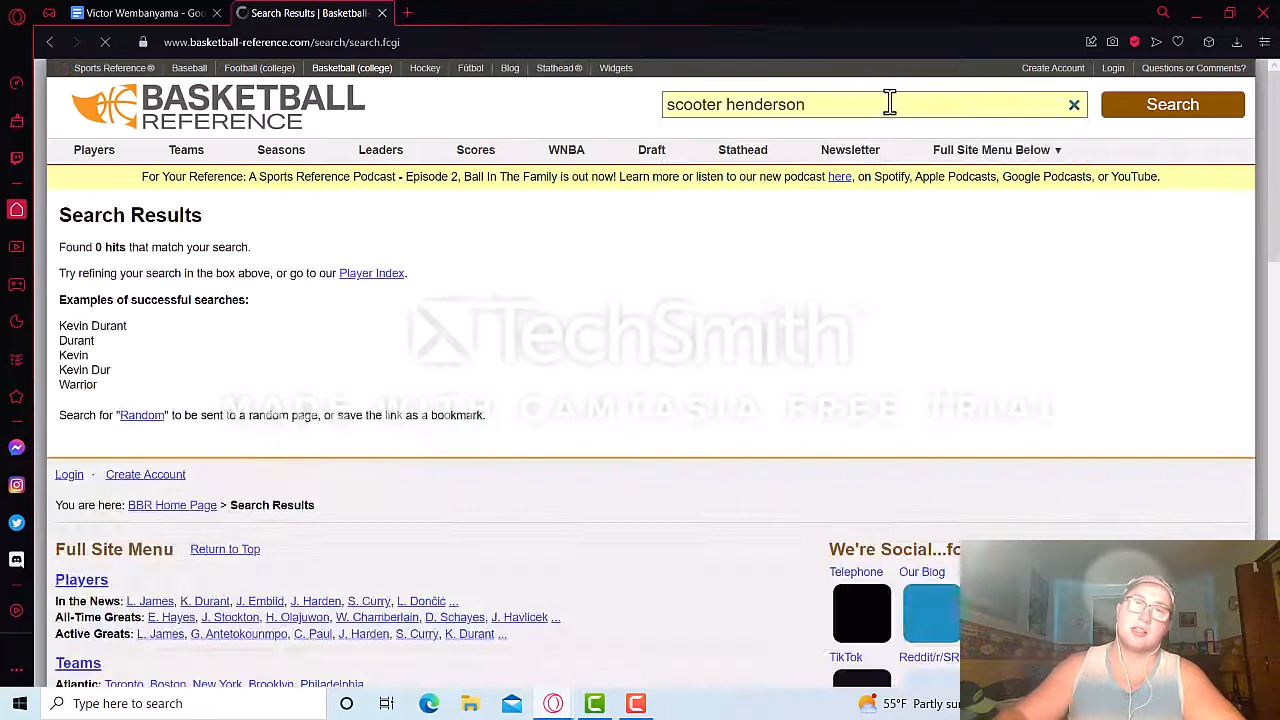 Victor Wembanyama - Goo
Search Results | Basketball-
www.basketball-reference.com/search/search.fcgi
Sports Reference® Baseball Football (college) Basketball (college) Hockey Fútbol Blog Stathead® Widgets Create Account Login Questions or Comments?
BASKETBALL
REFERENCE
scooter henderson
Search
Players Teams Seasons Leaders Scores WNBA Draft Stathead Newsletter Full Site Menu Below ▼
For Your Reference: A Sports Reference Podcast - Episode 2, Ball In The Family is out now! Learn more or listen to our new podcast here, on Spotify, Apple Podcasts, Google Podcasts, or YouTube.
Search Results
Found 0 hits that match your search.
Try refining your search in the box above, or go to our Player Index.
Examples of successful searches:
Kevin Durant
Durant
Kevin
Kevin Dur
Warrior
TechSmith
MADE WITH CAMTASIA FREE TRIAL
Search for "Random" to be sent to a random page, or save the link as a bookmark.
Login · Create Account
You are here: BBR Home Page > Search Results
Full Site Menu Return to Top
Players
In the News: L. James, K. Durant, J. Embiid, J. Harden, S. Curry, L. Dončić ...
All-Time Greats: E. Hayes, J. Stockton, H. Olajuwon, W. Chamberlain, D. Schayes, J. Havlicek ...
Active Greats: L. James, G. Antetokounmpo, C. Paul, J. Harden, S. Curry, K. Durant ...
Teams
Atlantic: Toronto, Boston, New York, Brooklyn, Philadelphia
We're Social...fo
Telephone Our Blog
TikTok Reddit/r/SR
Type here to search
55°F Partly sun